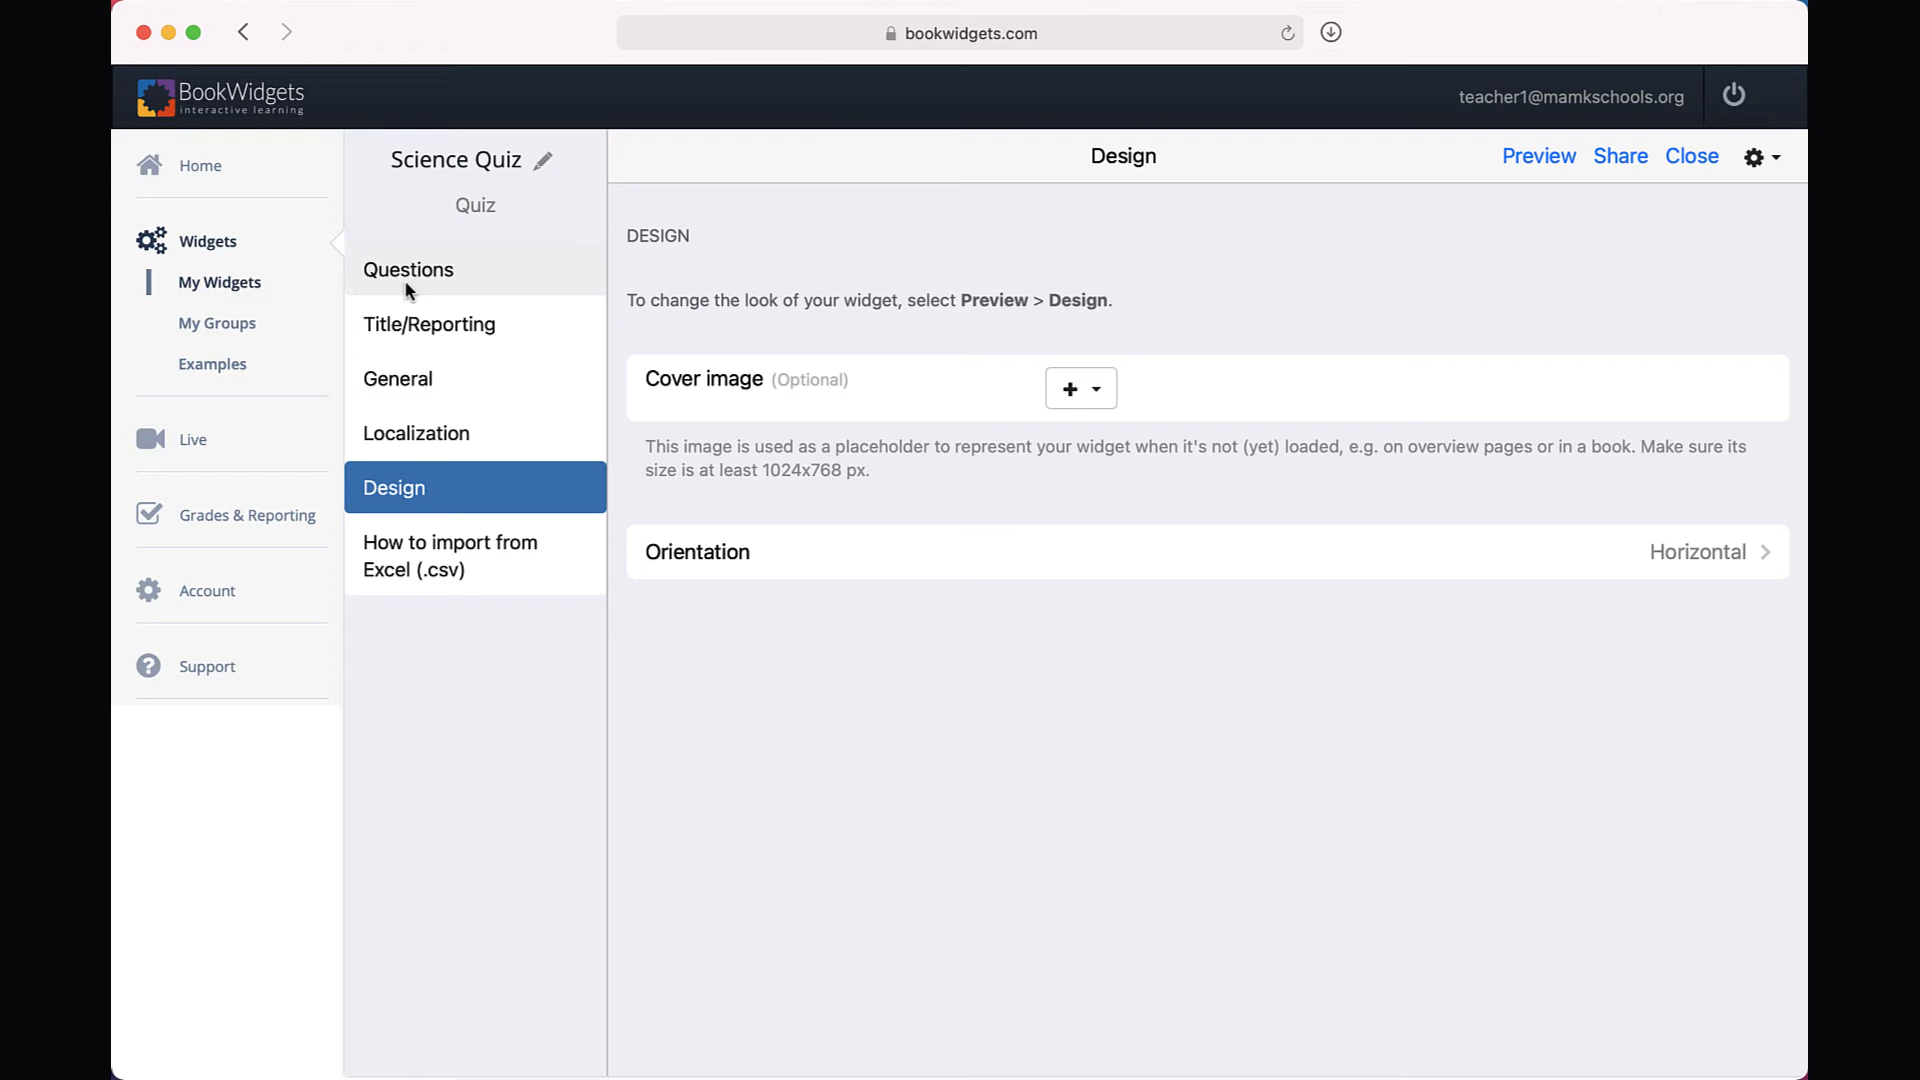 bookwidgets.com
BookWidgets
interactive learning
teacher1@mamkschools.org
Home
Widgets
My Widgets
My Groups
Examples
Live
Grades & Reporting
Account
Support
Science Quiz
Quiz
Questions
Title/Reporting
General
Localization
Design
How to import from
Excel (.csv)
Design
Preview Share Close
DESIGN
To change the look of your widget, select Preview > Design.
Cover image (Optional)
This image is used as a placeholder to represent your widget when it's not (yet) loaded, e.g. on overview pages or in a book. Make sure its
size is at least 1024x768 px.
Orientation Horizontal